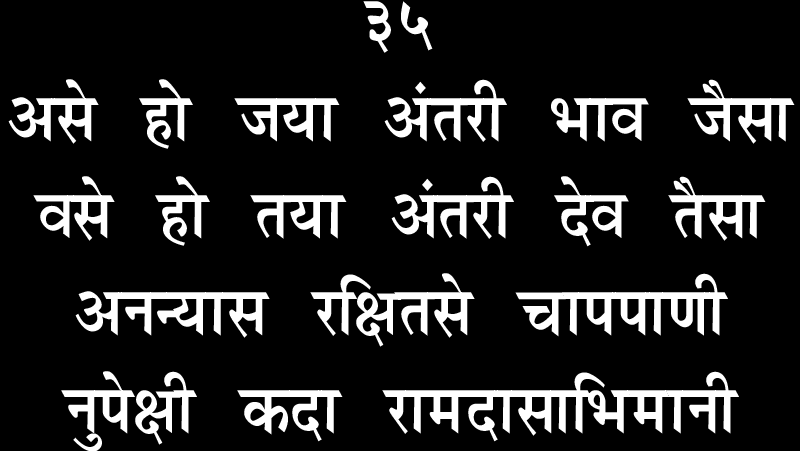 ३५
असे हो जया अंतरी भाव जैसा
वसे हो तया अंतरी देव तैसा
अनन्यास रक्षितसे चापपाणी
नुपेक्षी कदा रामदासाभिमानी